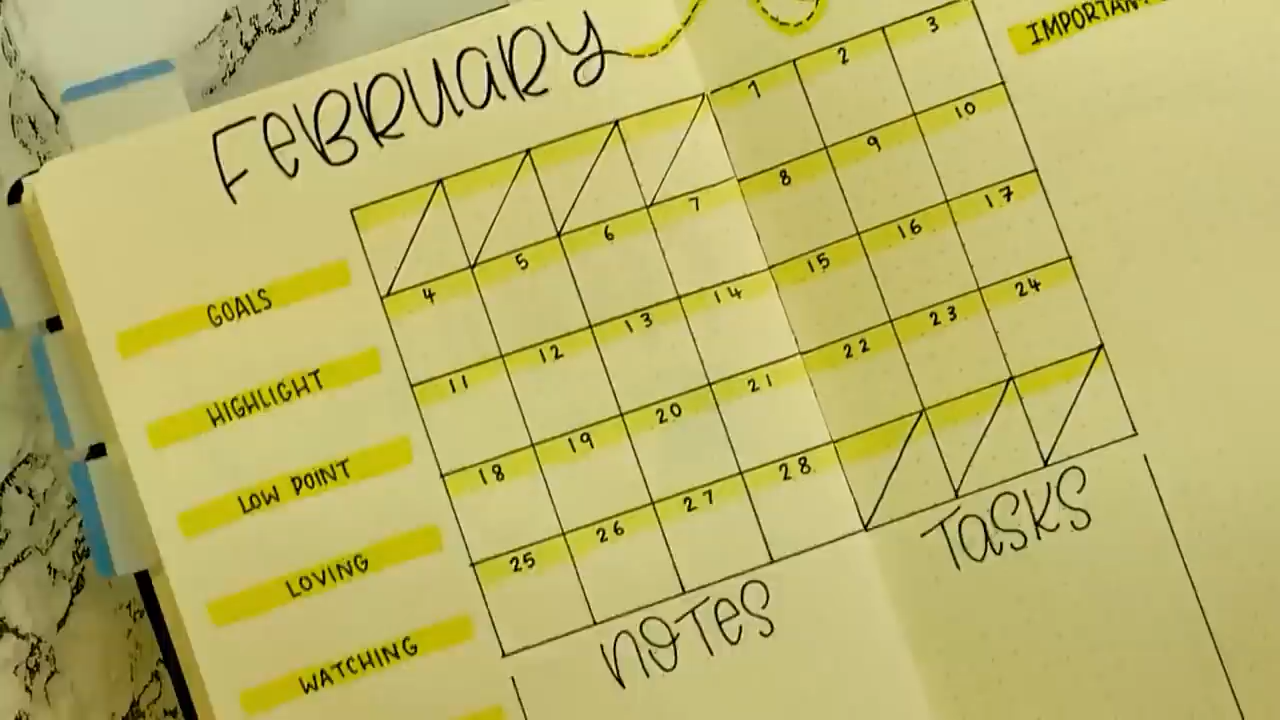 FEBRUARY
IMPORTANT
1 2 3
4 5 6 7 8 9 10
11 12 13 14 15 16 17
18 19 20 21 22 23 24
25 26 27 28
GOALS
HIGHLIGHT
LOW POINT
LOVING
WATCHING
NOTES
TASKS